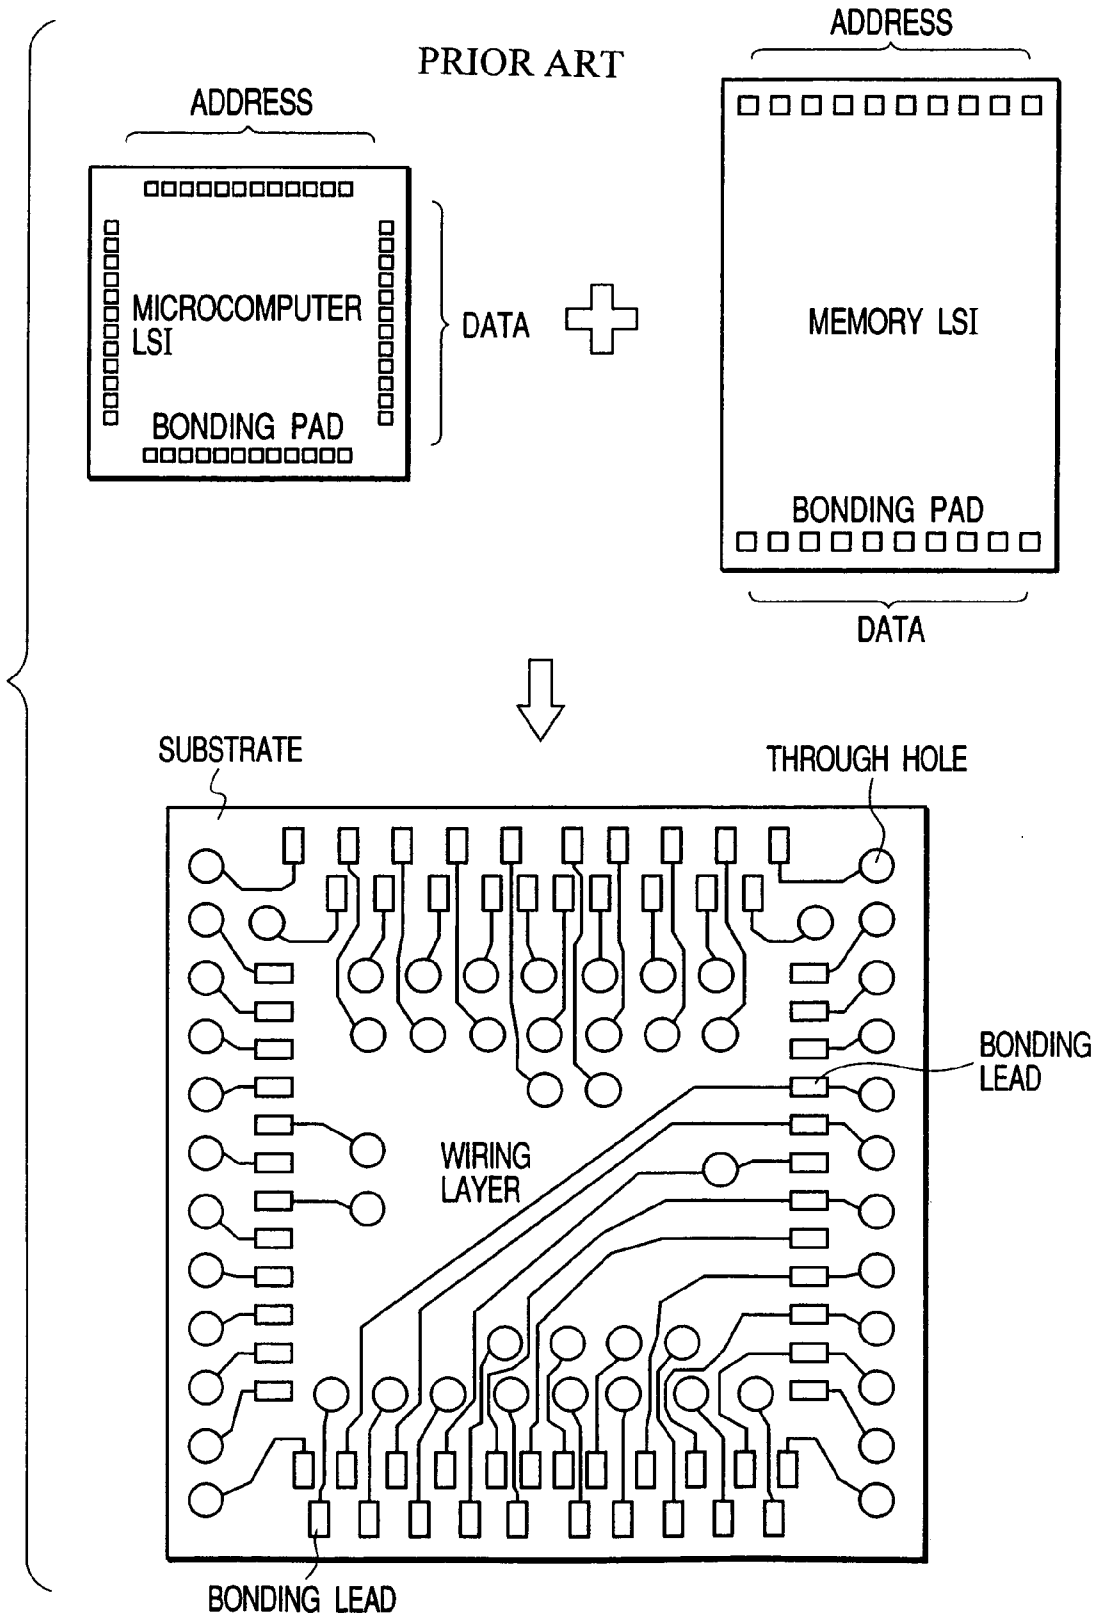 PRIOR ART
ADDRESS
ADDRESS
MICROCOMPUTER
LSI
BONDING PAD
DATA
MEMORY LSI
BONDING PAD
DATA
SUBSTRATE
THROUGH HOLE
BONDING
LEAD
WIRING
LAYER
BONDING LEAD